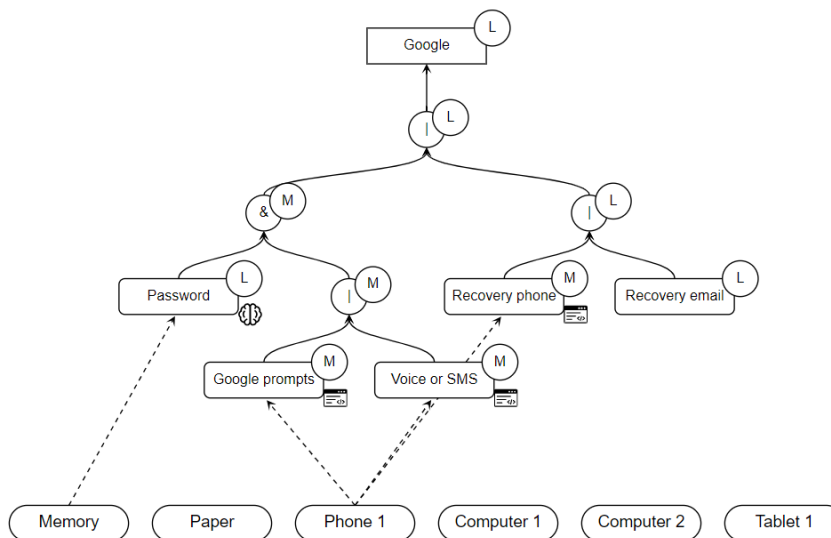 Google
L
|
L
&
M
|
L
Password
L
|
M
Recovery phone
M
Recovery email
L
Google prompts
M
Voice or SMS
M
Memory
Paper
Phone 1
Computer 1
Computer 2
Tablet 1